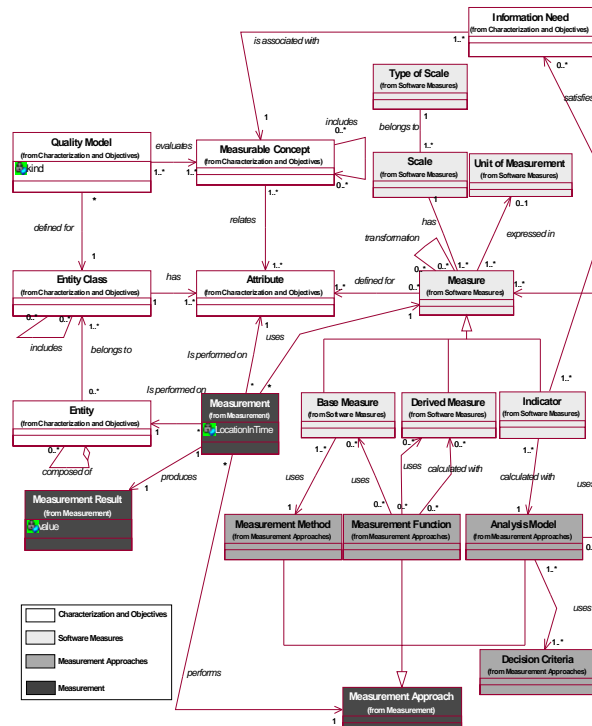 Information Need
(from Characterization and Objectives)
is associated with
1..*
0..*
Type of Scale
(from Software Measures)
satisfies
includes
0..*
1
1
belongs to
Quality Model
(from Characterization and Objectives)
kind
evaluates
1..*
1..*
Measurable Concept
(from Characterization and Objectives)
0..*
1..*
Scale
(from Software Measures)
Unit of Measurement
(from Software Measures)
*
1..*
1
0..1
defined for
relates
has
transformation
expressed in
1
1..*
0..*
0..*
1..*
1..*
Entity Class
(from Characterization and Objectives)
has
1
1..*
Attribute
(from Characterization and Objectives)
1..*
defined for
0..*
Measure
(from Software Measures)
1..*
0..*
0..*
1..*
1
uses
1
includes
belongs to
Is performed on
Is performed on
0..*
*
*
1..*
Entity
(from Characterization and Objectives)
1
*
Measurement
(from Measurement)
LocationInTime
Base Measure
(from Software Measures)
Derived Measure
(from Software Measures)
Indicator
(from Software Measures)
0..*
composed of
1
*
1..*
0..*
0..*
0..*
1..*
produces
uses
uses
uses
calculated with
calculated with
uses
Measurement Result
(from Measurement)
value
1
1
0..*
0..*
0..*
1
Measurement Method
(from Measurement Approaches)
Measurement Function
(from Measurement Approaches)
Analysis Model
(from Measurement Approaches)
1..*
uses
Characterization and Objectives
Software Measures
Measurement Approaches
Measurement
1..*
Decision Criteria
(from Measurement Approaches)
performs
1
Measurement Approach
(from Measurement)